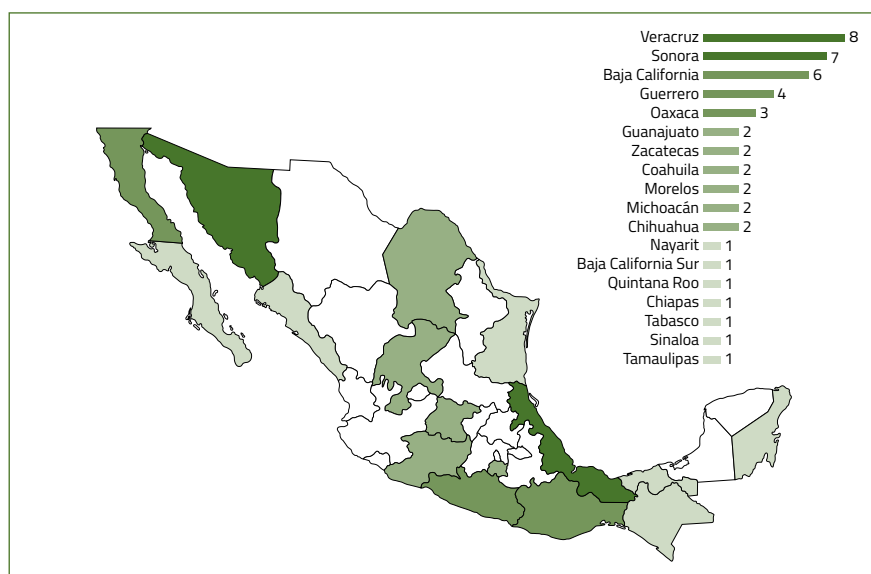 Veracruz 8
Sonora 7
Baja California 6
Guerrero 4
Oaxaca 3
Guanajuato 2
Zacatecas 2
Coahuila 2
Morelos 2
Michoacán 2
Chihuahua 2
Nayarit 1
Baja California Sur 1
Quintana Roo 1
Chiapas 1
Tabasco 1
Sinaloa 1
Tamaulipas 1